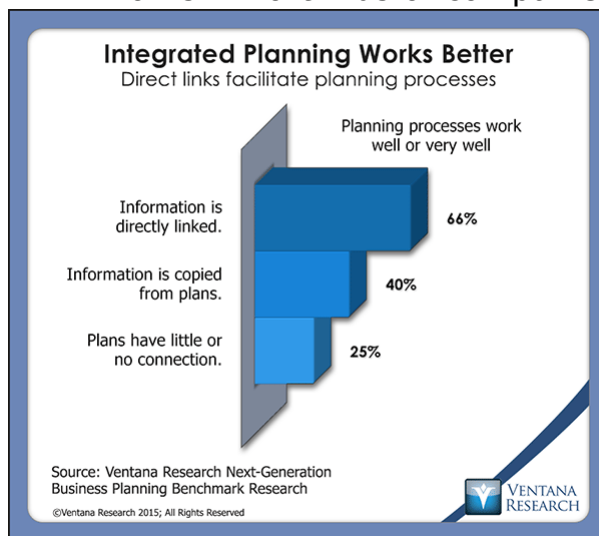 Integrated Planning Works Better
Direct links facilitate planning processes
Planning processes work
well or very well
Information is
directly linked.
66%
Information is copied
from plans.
40%
Plans have little or
no connection.
25%
Source: Ventana Research Next-Generation
Business Planning Benchmark Research
©Ventana Research 2015; All Rights Reserved
VENTANA
RESEARCH